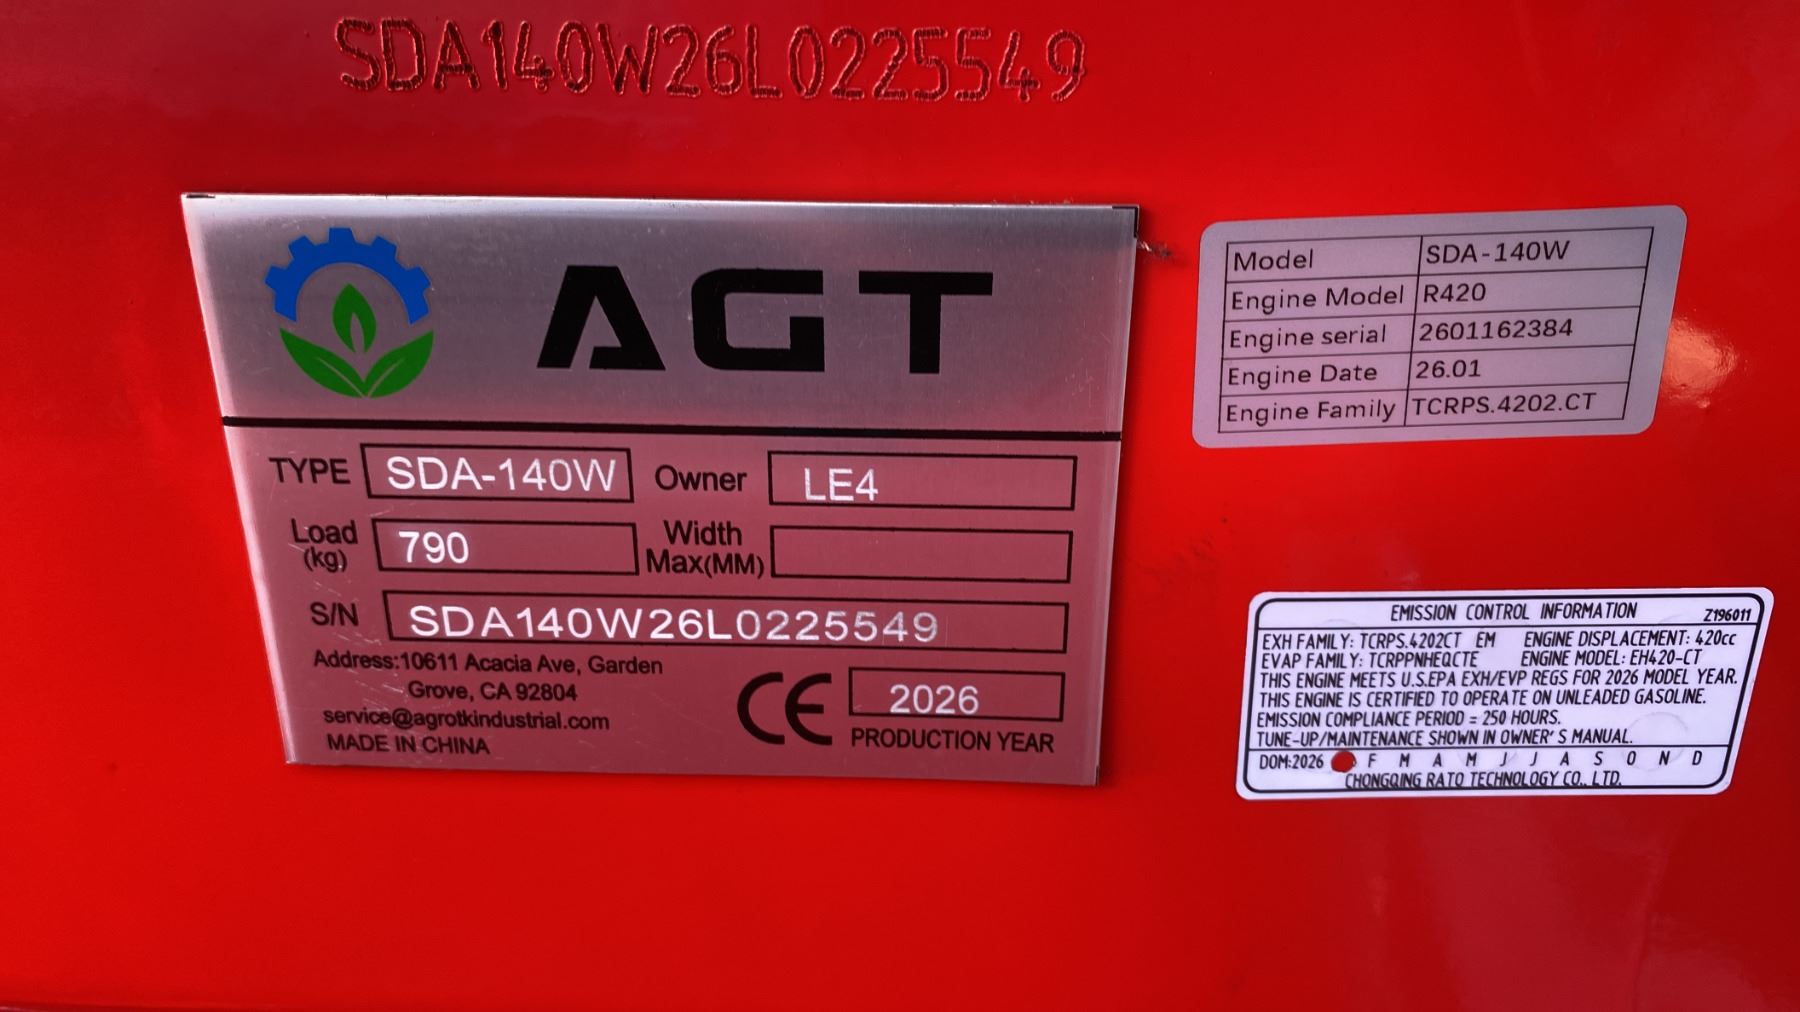 SDA140W26L0225549
AGT
TYPE SDA-140W Owner LE4
Load (kg) 790 Width Max(MM)
S/N SDA140W26L0225549
Address:10611 Acacia Ave, Garden
Grove, CA 92804
service@agrotkindustrial.com
MADE IN CHINA
CE 2026
PRODUCTION YEAR
Model SDA-140W
Engine Model R420
Engine serial 2601162384
Engine Date 26.01
Engine Family TCRPS.4202.CT
EMISSION CONTROL INFORMATION Z196011
EXH FAMILY: TCRPS.4202CT EM ENGINE DISPLACEMENT: 420cc
EVAP FAMILY: TCRPPNHEQCTE ENGINE MODEL: EH420-CT
THIS ENGINE MEETS U.S.EPA EXH/EVP REGS FOR 2026 MODEL YEAR.
THIS ENGINE IS CERTIFIED TO OPERATE ON UNLEADED GASOLINE.
EMISSION COMPLIANCE PERIOD = 250 HOURS.
TUNE-UP/MAINTENANCE SHOWN IN OWNER'S MANUAL.
DOM:2026 F M A M J J A S O N D
CHONGQING RATO TECHNOLOGY CO., LTD.